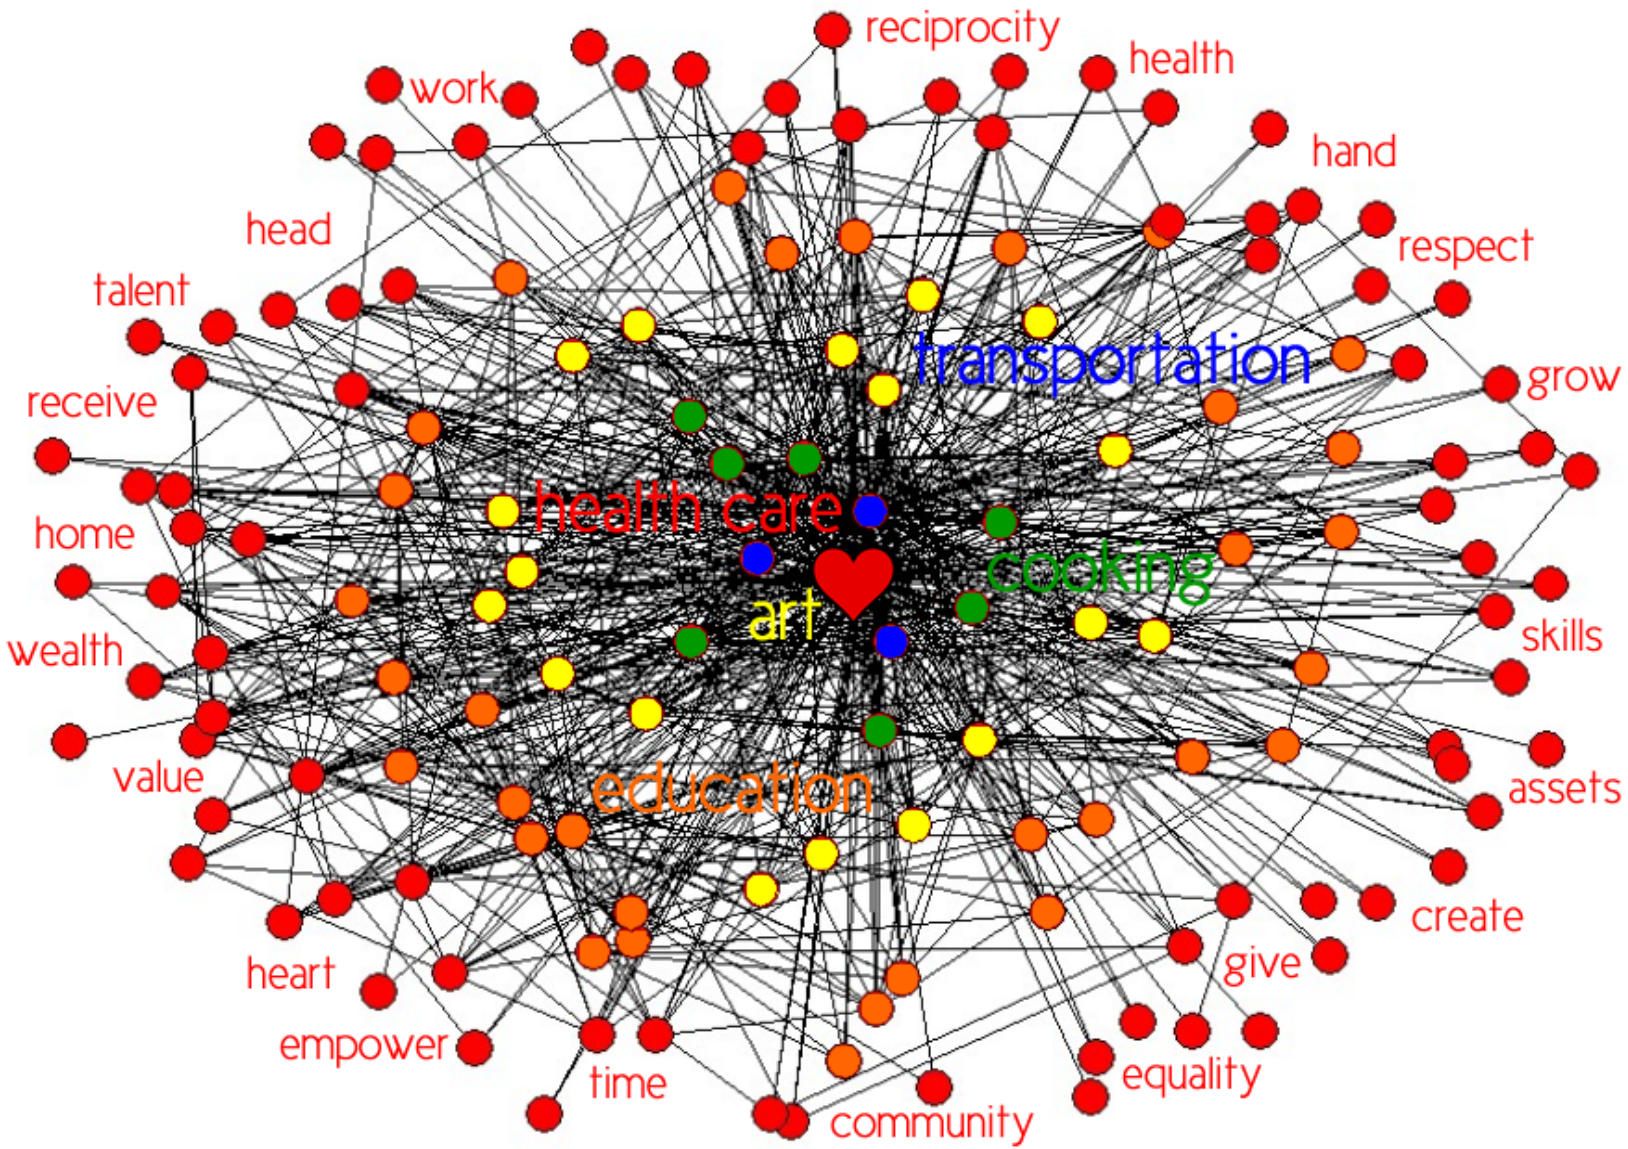 reciprocity
health
work
hand
head
respect
talent
transportation
grow
receive
health care
home
cooking
art
skills
wealth
value
education
assets
create
heart
give
empower
time
equality
community